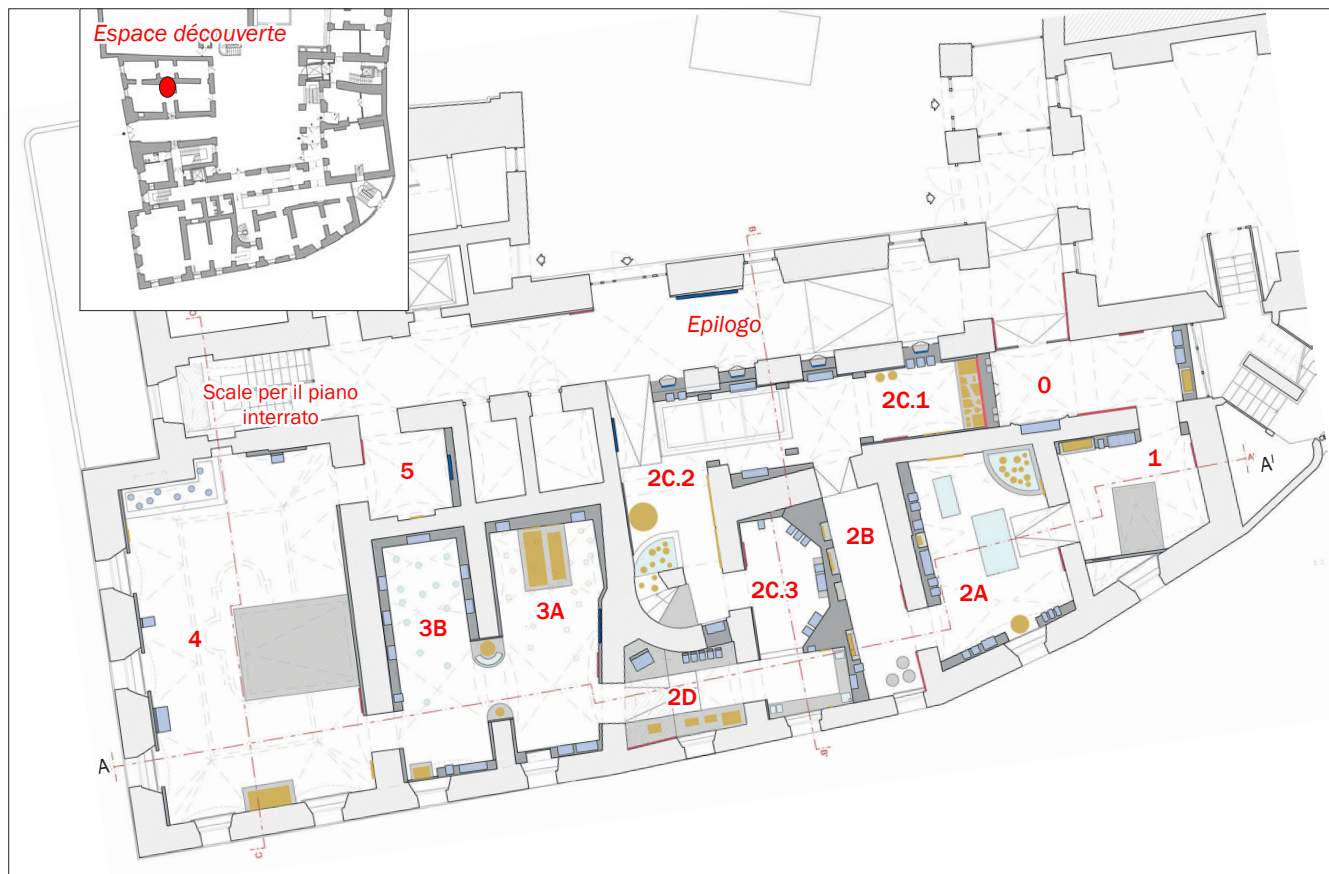 Espace découverte
B
Epilogo
C
Scale per il piano
interrato
0
2C.1
1
A'
A'
5
2C.2
2B
2A
2C.3
3A
3B
4
2D
B'
A
C